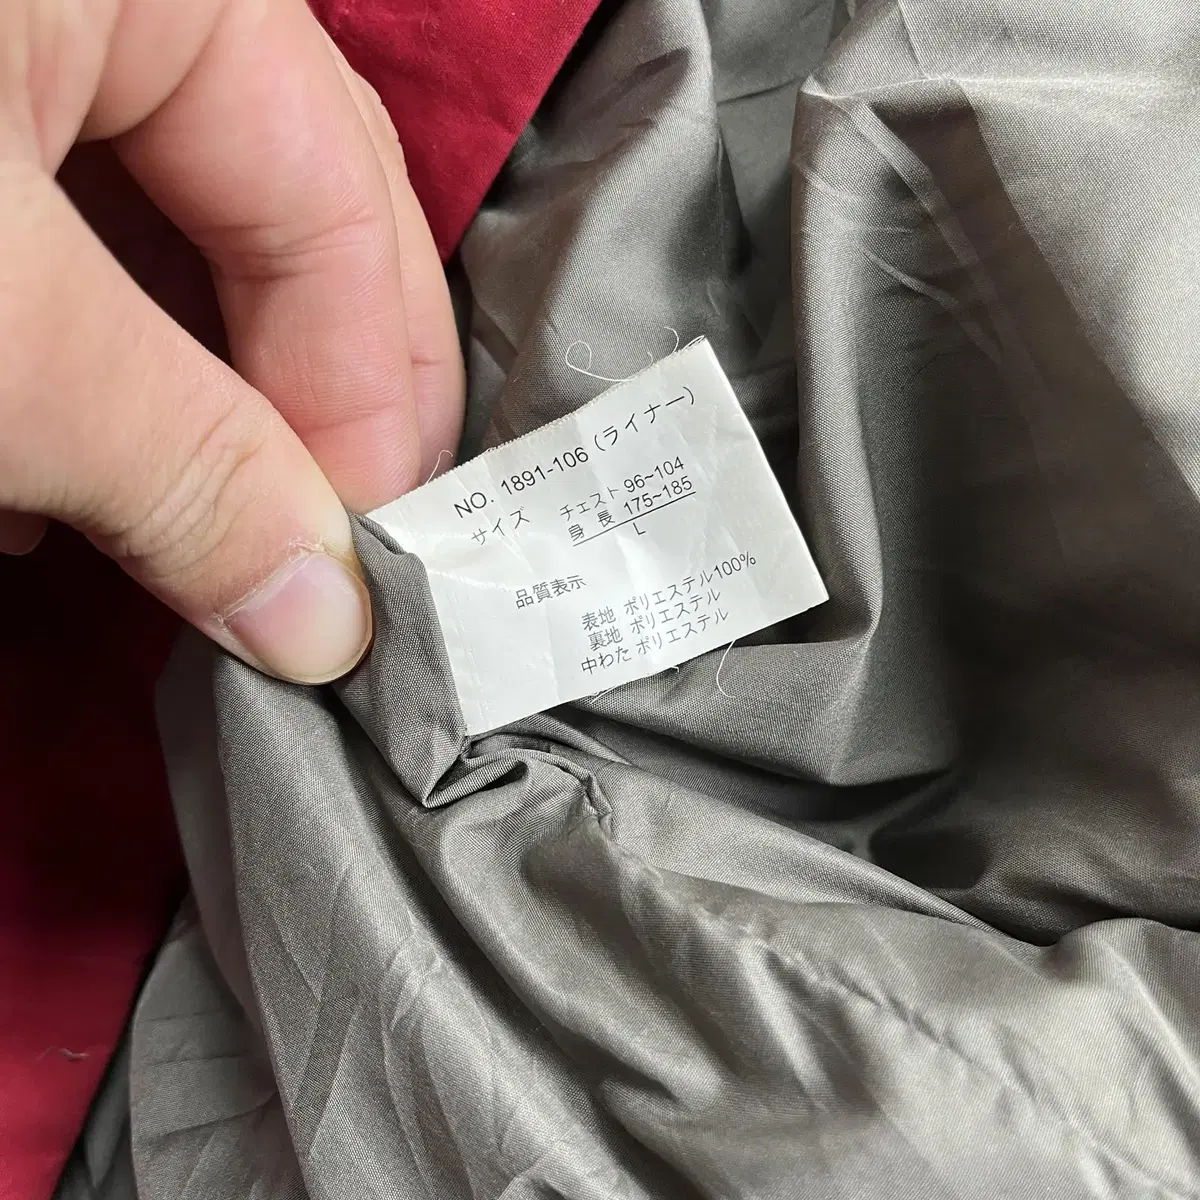 NO. 1891-106 (ライナー)
サイズ チェスト 96~104
身 長 175~185
L
品質表示
表地 ポリエステル100%
裏地 ポリエステル
中わた ポリエステル